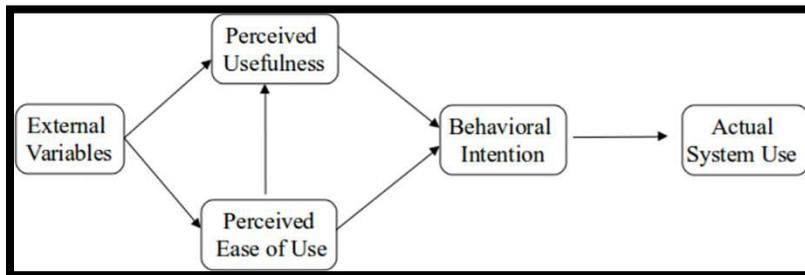 Perceived
Usefulness
External
Variables
Behavioral
Intention
Actual
System Use
Perceived
Ease of Use